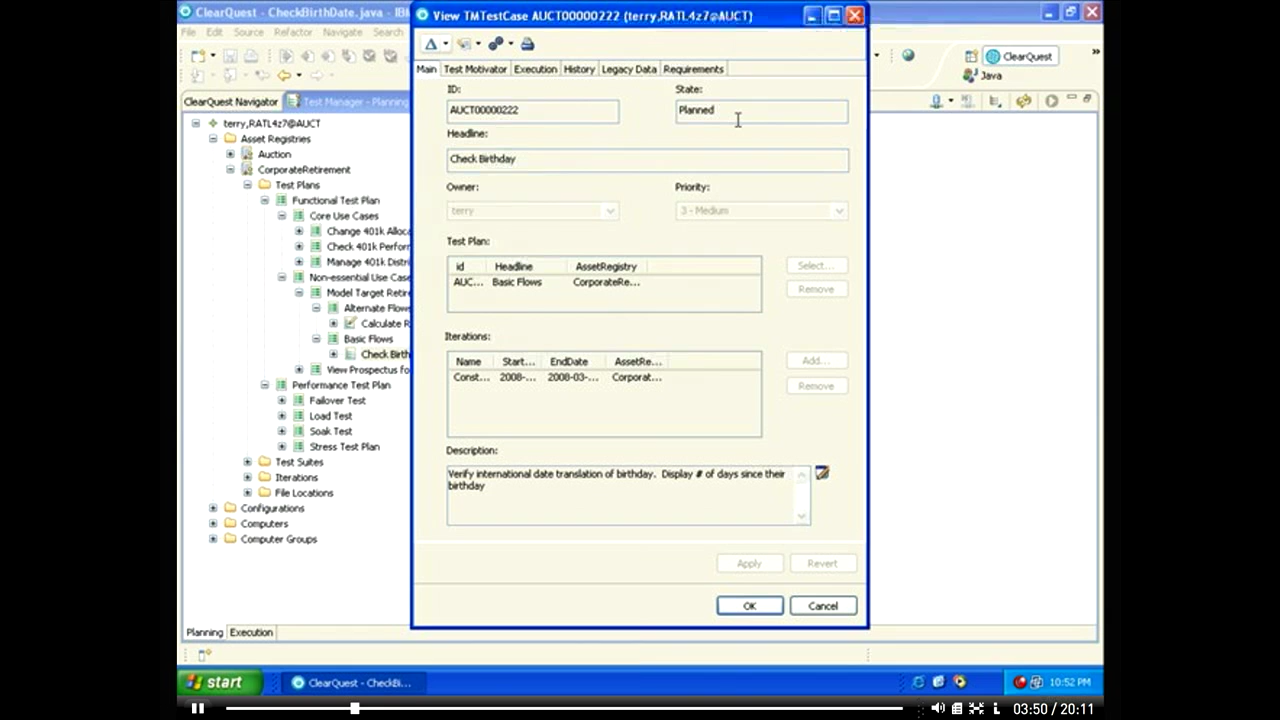 ClearQuest - CheckBirthDate.java - IB
View TMTestCase AUCT00000222 (terry,RATL4z7@AUCT)
File Edit Source Refactor Navigate Search
ClearQuest
Java
Main Test Motivator Execution History Legacy Data Requirements
ID:
State:
AUCT00000222
Planned
Headline:
Check Birthday
Owner:
Priority:
terry
3 - Medium
Test Plan:
id Headline AssetRegistry
AUC... Basic Flows CorporateRe...
Select...
Remove
Iterations:
Name Start... EndDate AssetRe...
Const... 2008-... 2008-03-... Corporat...
Add...
Remove
Description:
Verify international date translation of birthday. Display # of days since their
birthday
Apply Revert
OK Cancel
ClearQuest Navigator Test Manager - Planning
terry,RATL4z7@AUCT
Asset Registries
Auction
CorporateRetirement
Test Plans
Functional Test Plan
Core Use Cases
Change 401k Alloca
Check 401k Perforr
Manage 401k Distri
Non-essential Use Case
Model Target Retire
Alternate Flows
Calculate R
Basic Flows
Check Birth
View Prospectus fo
Performance Test Plan
Failover Test
Load Test
Soak Test
Stress Test Plan
Test Suites
Iterations
File Locations
Configurations
Computers
Computer Groups
Planning Execution
start
ClearQuest - CheckBi...
10:52 PM
03:50 / 20:11